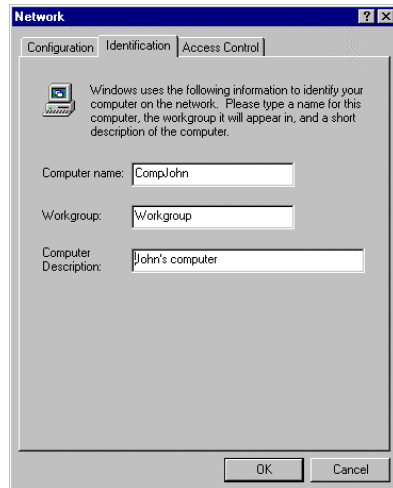 Network
Configuration Identification Access Control
Windows uses the following information to identify your
computer on the network. Please type a name for this
computer, the workgroup it will appear in, and a short
description of the computer.
Computer name: CompJohn
Workgroup: Workgroup
Computer
Description: John's computer
OK Cancel